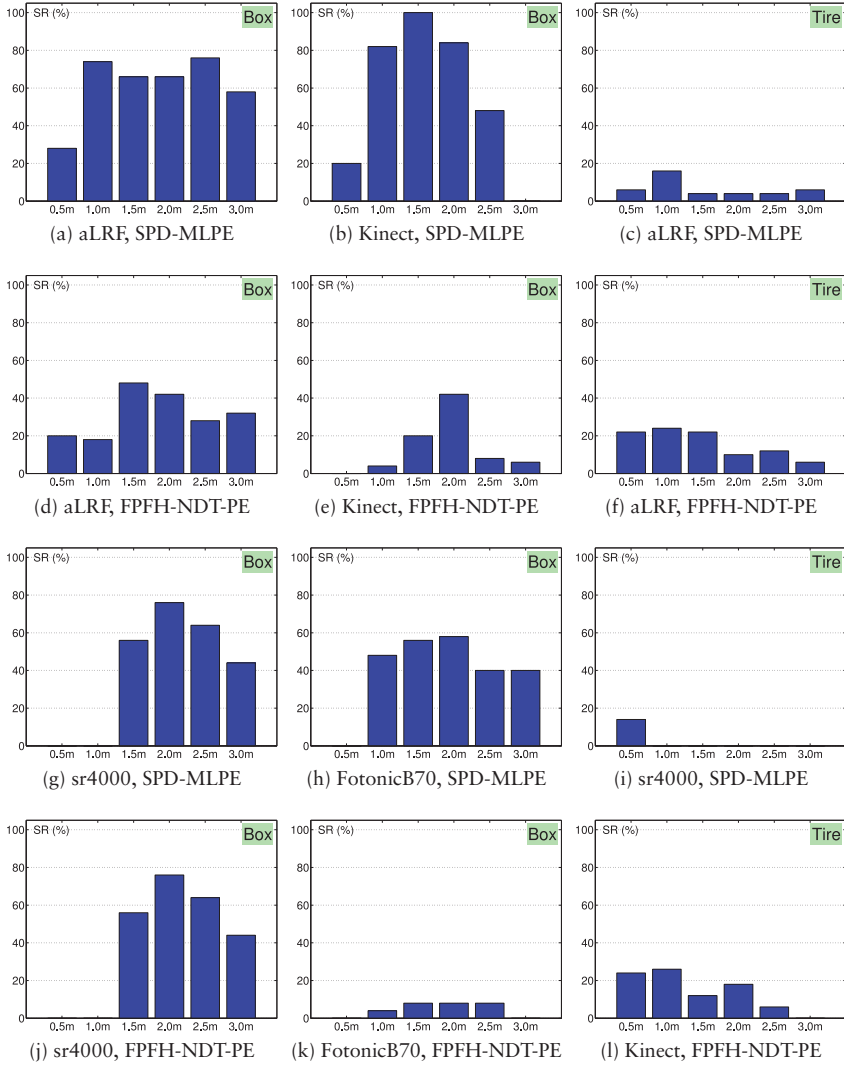 SR (%) Box
100
80
60
40
20
0
0.5m 1.0m 1.5m 2.0m 2.5m 3.0m
(a) aLRF, SPD-MLPE
SR (%) Box
100
80
60
40
20
0
0.5m 1.0m 1.5m 2.0m 2.5m 3.0m
(b) Kinect, SPD-MLPE
SR (%) Tire
100
80
60
40
20
0
0.5m 1.0m 1.5m 2.0m 2.5m 3.0m
(c) aLRF, SPD-MLPE
SR (%) Box
100
80
60
40
20
0
0.5m 1.0m 1.5m 2.0m 2.5m 3.0m
(d) aLRF, FPFH-NDT-PE
SR (%) Box
100
80
60
40
20
0
0.5m 1.0m 1.5m 2.0m 2.5m 3.0m
(e) Kinect, FPFH-NDT-PE
SR (%) Tire
100
80
60
40
20
0
0.5m 1.0m 1.5m 2.0m 2.5m 3.0m
(f) aLRF, FPFH-NDT-PE
SR (%) Box
100
80
60
40
20
0
0.5m 1.0m 1.5m 2.0m 2.5m 3.0m
(g) sr4000, SPD-MLPE
SR (%) Box
100
80
60
40
20
0
0.5m 1.0m 1.5m 2.0m 2.5m 3.0m
(h) FotonicB70, SPD-MLPE
SR (%) Tire
100
80
60
40
20
0
0.5m 1.0m 1.5m 2.0m 2.5m 3.0m
(i) sr4000, SPD-MLPE
SR (%) Box
100
80
60
40
20
0
0.5m 1.0m 1.5m 2.0m 2.5m 3.0m
(j) sr4000, FPFH-NDT-PE
SR (%) Box
100
80
60
40
20
0
0.5m 1.0m 1.5m 2.0m 2.5m 3.0m
(k) FotonicB70, FPFH-NDT-PE
SR (%) Tire
100
80
60
40
20
0
0.5m 1.0m 1.5m 2.0m 2.5m 3.0m
(l) Kinect, FPFH-NDT-PE